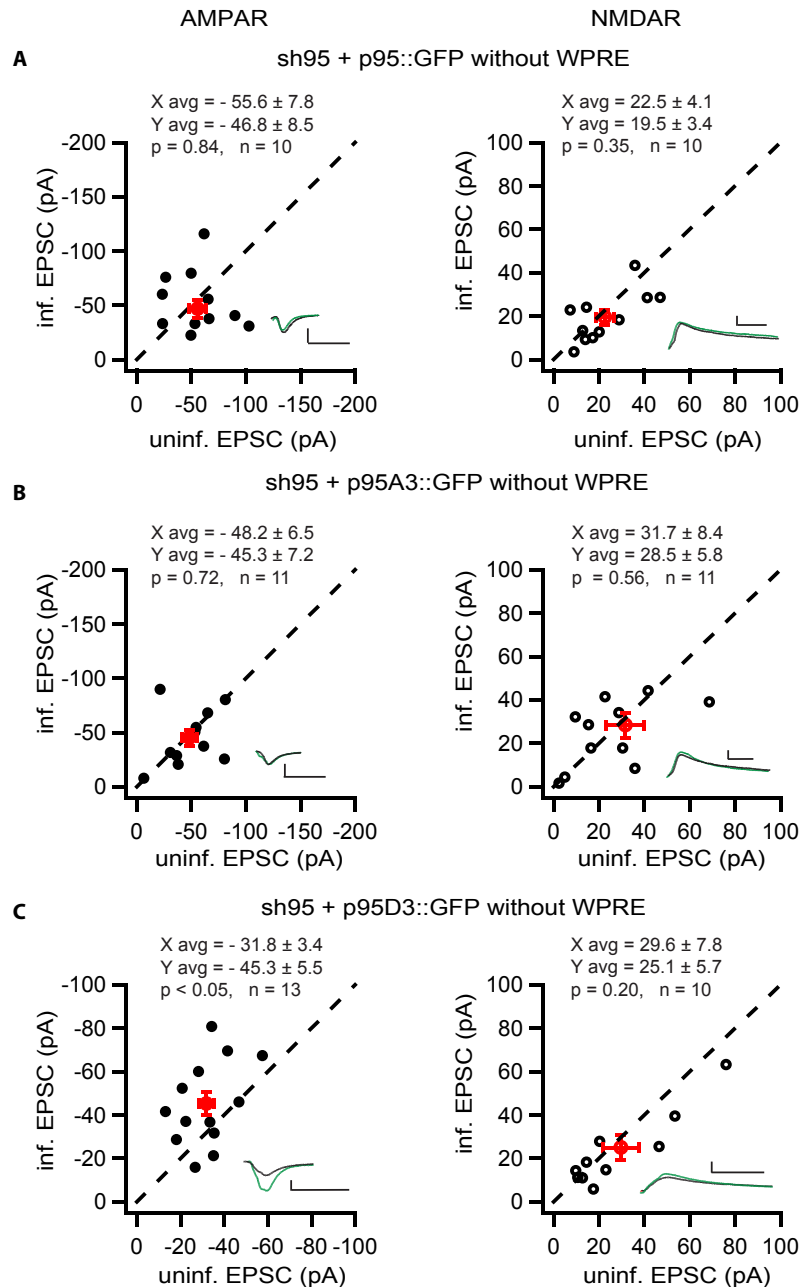 AMPAR
NMDAR
A
sh95 + p95::GFP without WPRE
X avg = - 55.6 ± 7.8
Y avg = - 46.8 ± 8.5
p = 0.84, n = 10
-200
-150
-100
-50
0
inf. EPSC (pA)
0 -50 -100 -150 -200
uninf. EPSC (pA)
X avg = 22.5 ± 4.1
Y avg = 19.5 ± 3.4
p = 0.35, n = 10
100
80
60
40
20
0
inf. EPSC (pA)
0 20 40 60 80 100
uninf. EPSC (pA)
B
sh95 + p95A3::GFP without WPRE
X avg = - 48.2 ± 6.5
Y avg = - 45.3 ± 7.2
p = 0.72, n = 11
-200
-150
-100
-50
0
inf. EPSC (pA)
0 -50 -100 -150 -200
uninf. EPSC (pA)
X avg = 31.7 ± 8.4
Y avg = 28.5 ± 5.8
p = 0.56, n = 11
100
80
60
40
20
0
inf. EPSC (pA)
0 20 40 60 80 100
uninf. EPSC (pA)
C
sh95 + p95D3::GFP without WPRE
X avg = - 31.8 ± 3.4
Y avg = - 45.3 ± 5.5
p < 0.05, n = 13
-100
-80
-60
-40
-20
0
inf. EPSC (pA)
0 -20 -40 -60 -80 -100
uninf. EPSC (pA)
X avg = 29.6 ± 7.8
Y avg = 25.1 ± 5.7
p = 0.20, n = 10
100
80
60
40
20
0
inf. EPSC (pA)
0 20 40 60 80 100
uninf. EPSC (pA)